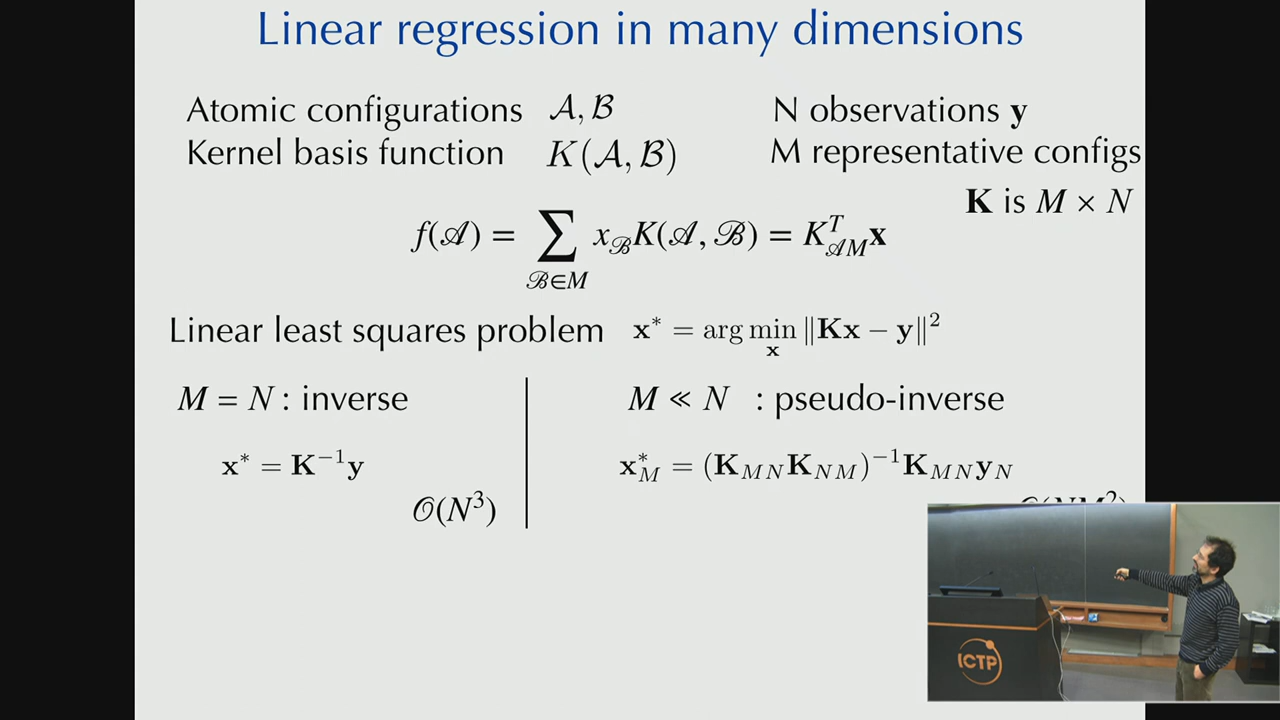 Linear regression in many dimensions
Atomic configurations 𝒜, ℬ
N observations y
Kernel basis function K(𝒜, ℬ)
M representative configs
K is M × N
f(𝒜) = ∑_{ℬ∈M} x_ℬ K(𝒜, ℬ) = K^T_{𝒜M} x
Linear least squares problem x* = arg min_x ‖Kx − y‖²
M = N : inverse
M ≪ N : pseudo-inverse
x* = K⁻¹y
x*_M = (K_{MN}K_{NM})⁻¹K_{MN}y_N
𝒪(N³)
𝒪(NM²)
ICTP